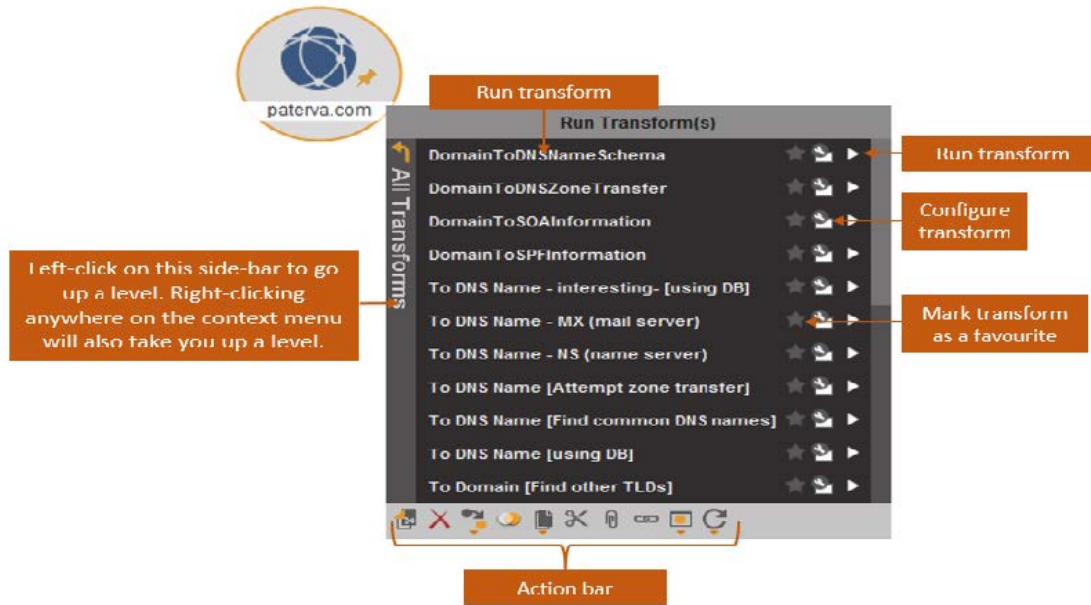 paterva.com
Run transform
Run Transform(s)
All Transforms
DomainToDNSNameSchema
DomainToDNSZoneTransfer
DomainToSOAInformation
DomainToSPFInformation
To DNS Name - interesting- [using DB]
To DNS Name - MX (mail server)
To DNS Name - NS (name server)
To DNS Name [Attempt zone transfer]
To DNS Name [Find common DNS names]
To DNS Name [using DB]
To Domain [Find other TLDs]
Run transform
Configure
transform
Mark transform
as a favourite
Left-click on this side-bar to go
up a level. Right-clicking
anywhere on the context menu
will also take you up a level.
Action bar